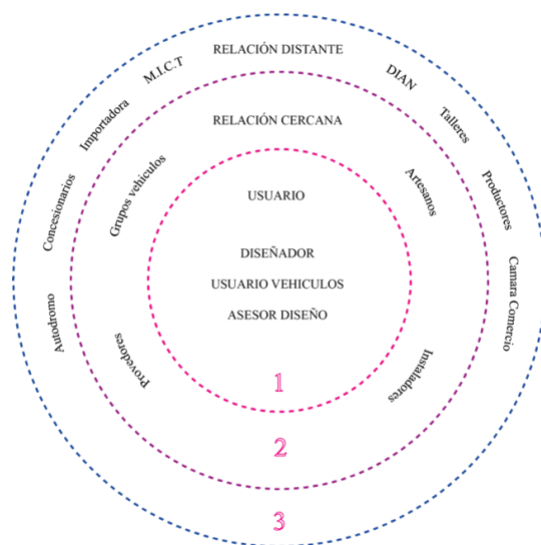 RELACIÓN DISTANTE
M.I.C.T
DIAN
Importadora
Talleres
Concesionarios
Productores
Autodromo
Camara Comercio
RELACIÓN CERCANA
Grupos vehiculos
Artesanos
Provedores
Instaladores
USUARIO
DISEÑADOR
USUARIO VEHICULOS
ASESOR DISEÑO
1
2
3